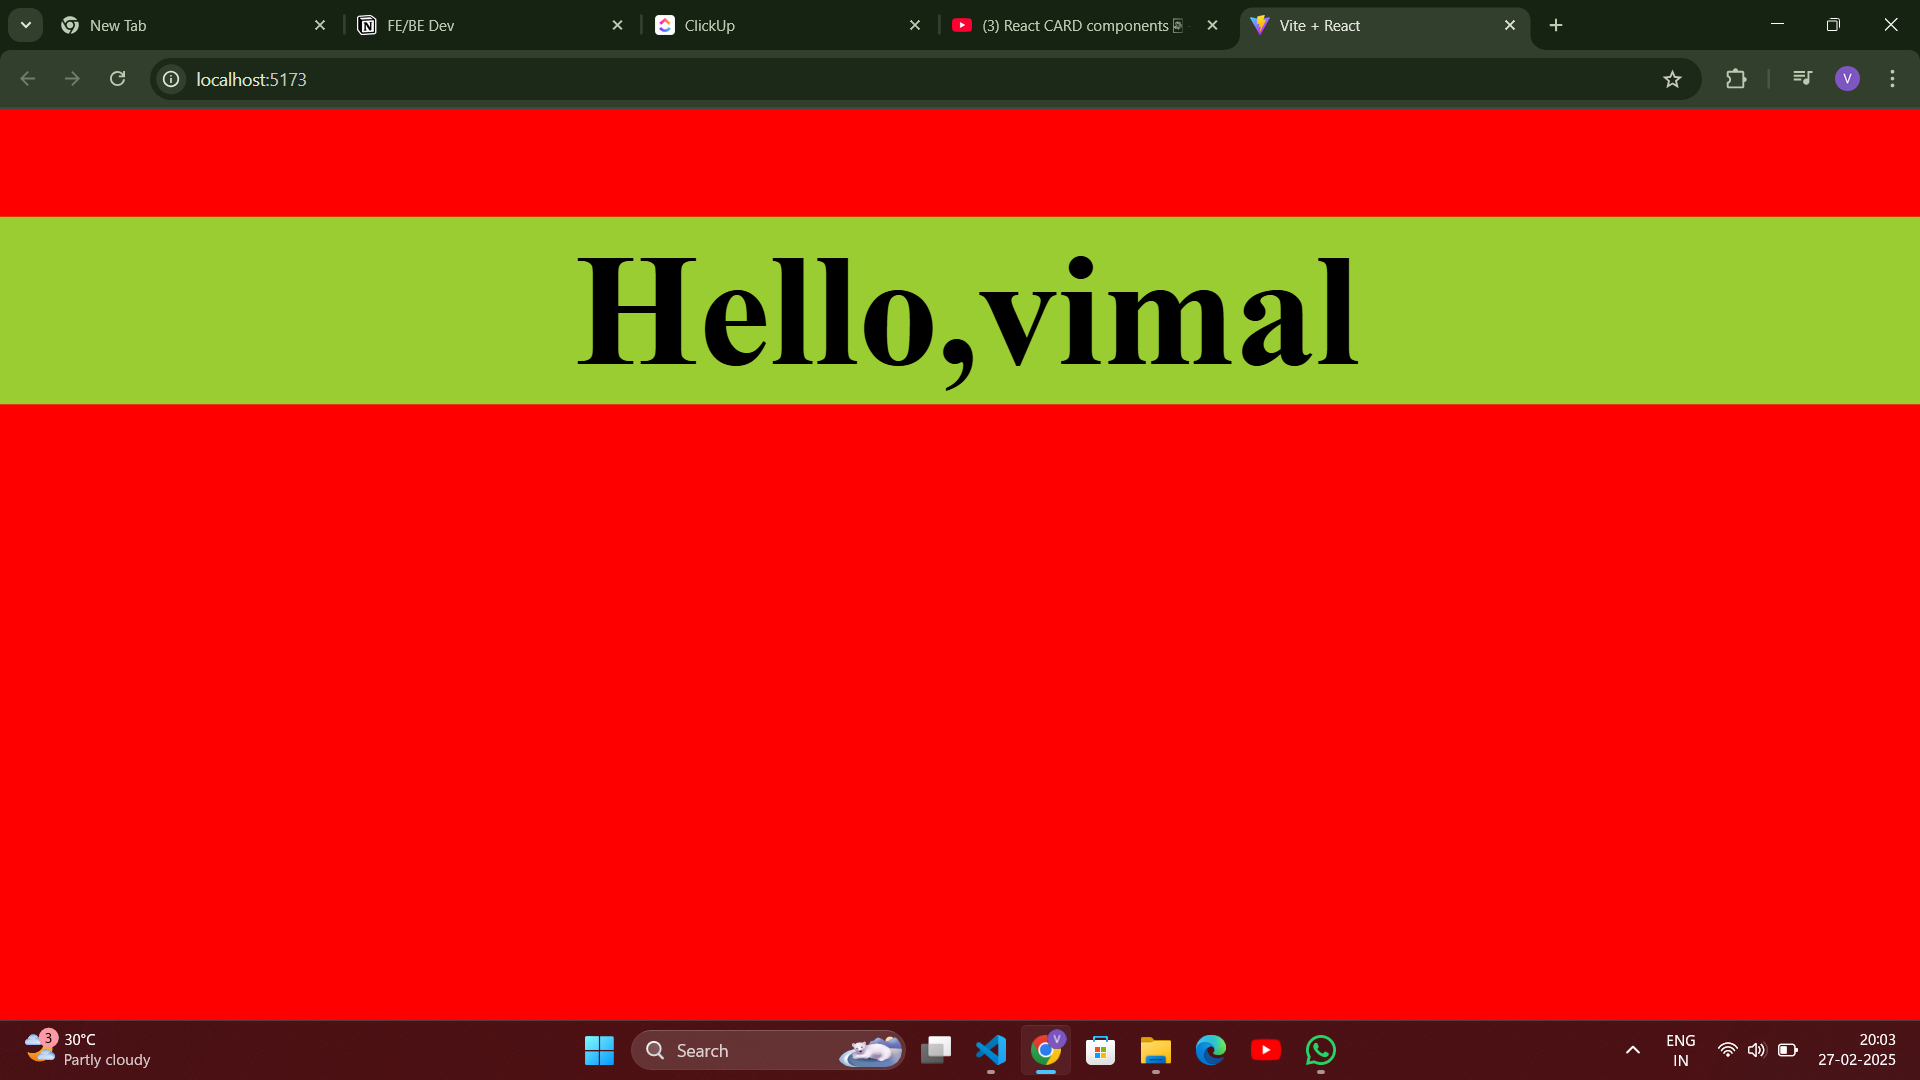 New Tab
FE/BE Dev
ClickUp
(3) React CARD components
Vite + React
localhost:5173
V
Hello,vimal
3
30°C
Partly cloudy
Search
V
ENG
IN
20:03
27-02-2025